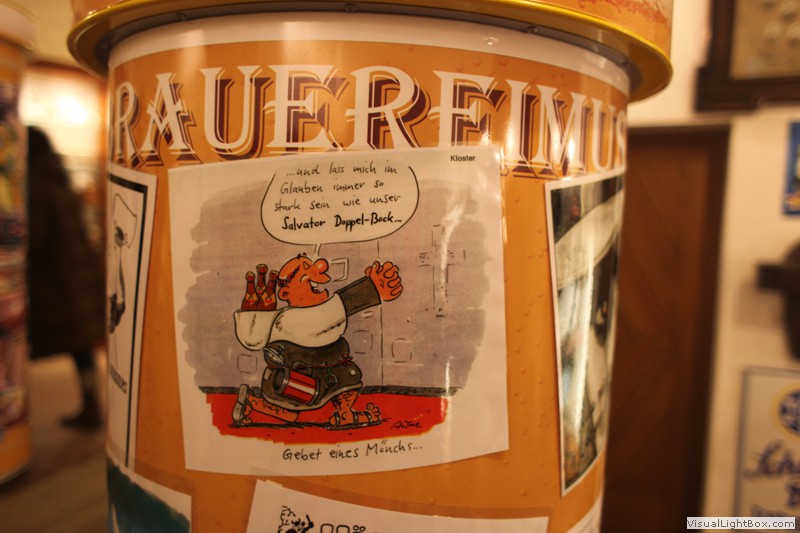 RAUEREIMUS
Kloster
...und lass mich im
Glauben immer so
stark sein wie unser
Salvator Doppel-Bock...
Gebet eines Mönchs...
VisualLightBox.com